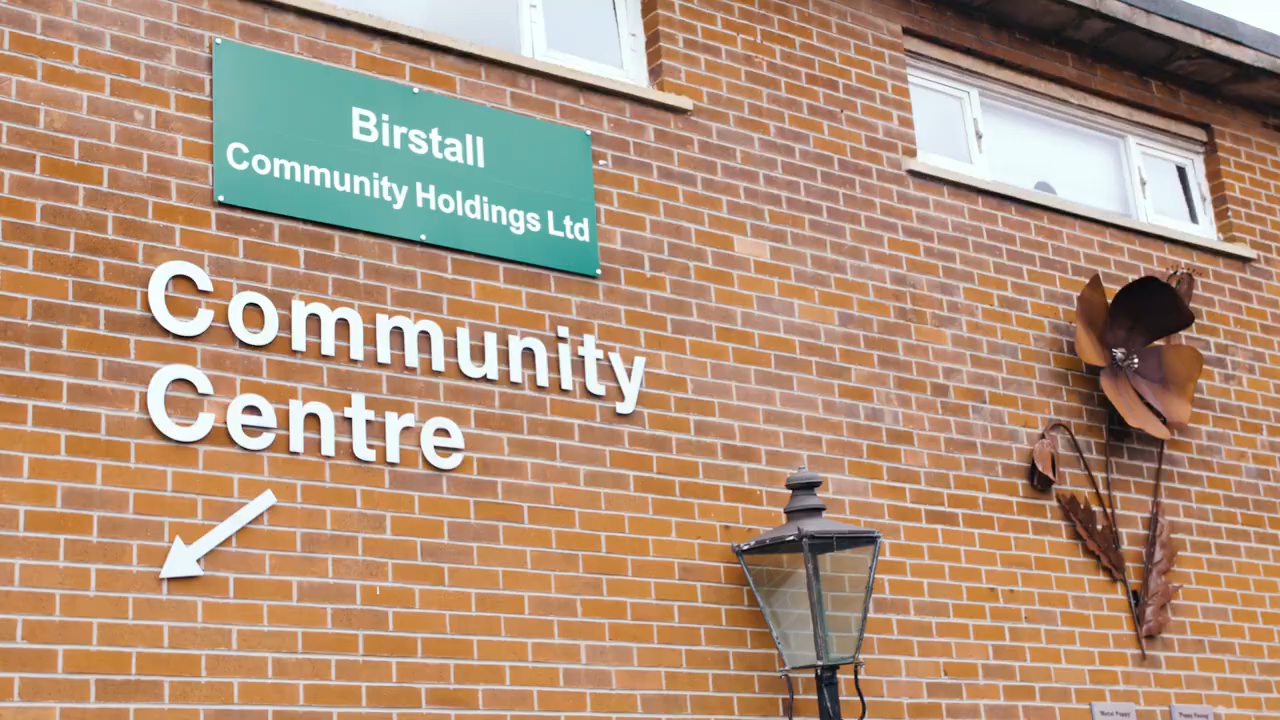 Birstall
Community Holdings Ltd
Community
Centre